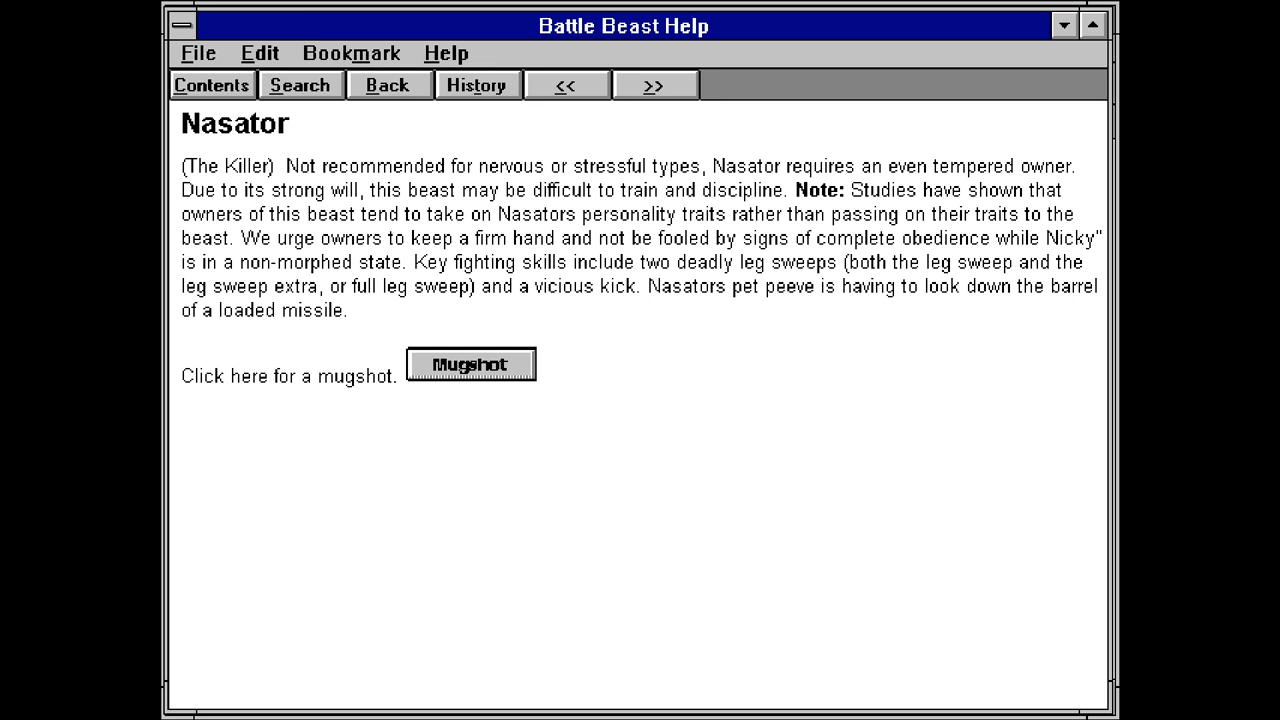 Battle Beast Help
File Edit Bookmark Help
Contents Search Back History << >>
Nasator
(The Killer)  Not recommended for nervous or stressful types, Nasator requires an even tempered owner.
Due to its strong will, this beast may be difficult to train and discipline. Note: Studies have shown that
owners of this beast tend to take on Nasators personality traits rather than passing on their traits to the
beast. We urge owners to keep a firm hand and not be fooled by signs of complete obedience while Nicky"
is in a non-morphed state. Key fighting skills include two deadly leg sweeps (both the leg sweep and the
leg sweep extra, or full leg sweep) and a vicious kick. Nasators pet peeve is having to look down the barrel
of a loaded missile.
Click here for a mugshot. Mugshot